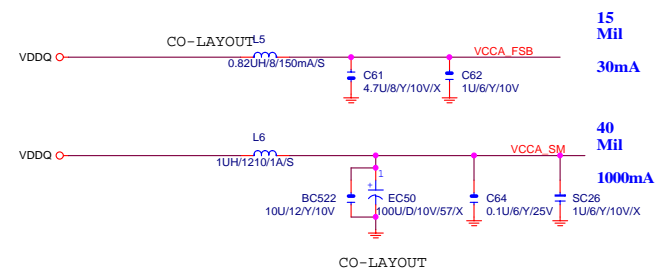 15
Mil
CO-LAYOUT
L5
VDDQ
VCCA_FSB
0.82UH/8/150mA/S
30mA
C61
4.7U/8/Y/10V/X
C62
1U/6/Y/10V
40
Mil
L6
VDDQ
VCCA_SM
1UH/1210/1A/S
1000mA
1
+
BC522
10U/12/Y/10V
EC50
100U/D/10V/57/X
C64
0.1U/6/Y/25V
SC26
1U/6/Y/10V/X
CO-LAYOUT